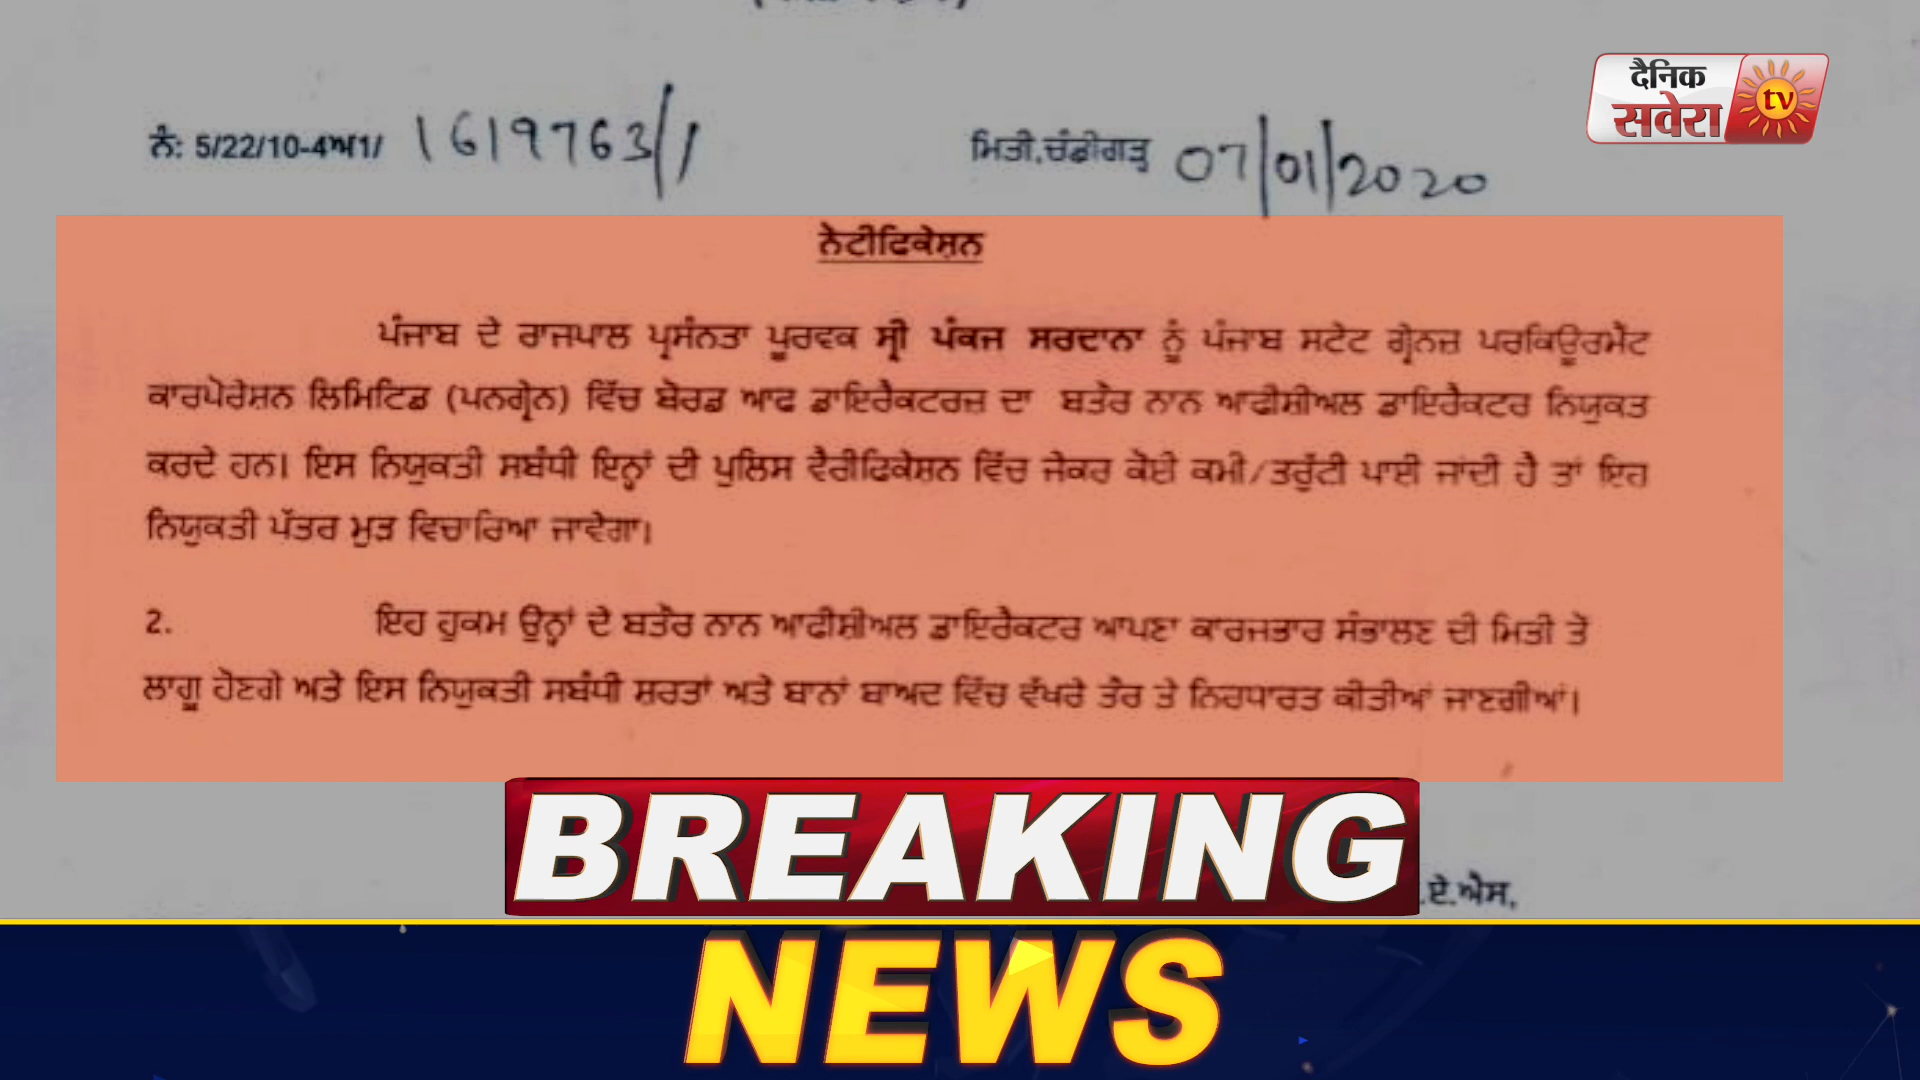 दैनिक
सवेरा tv
ਨੰ: 5/22/10-4ਅ1/ 1619763/1 ਮਿਤੀ,ਚੰਡੀਗੜ੍ਹ 07/01/2020
ਨੋਟੀਫਿਕੇਸ਼ਨ
ਪੰਜਾਬ ਦੇ ਰਾਜਪਾਲ ਪ੍ਰਸੰਨਤਾ ਪੂਰਵਕ ਸ੍ਰੀ ਪੰਕਜ ਸਰਦਾਨਾ ਨੂੰ ਪੰਜਾਬ ਸਟੇਟ ਗ੍ਰੇਨਜ਼ ਪਰਕਿਊਰਮੈਂਟ
ਕਾਰਪੋਰੇਸ਼ਨ ਲਿਮਿਟਿਡ (ਪਨਗ੍ਰੇਨ) ਵਿੱਚ ਬੋਰਡ ਆਫ ਡਾਇਰੈਕਟਰਜ਼ ਦਾ ਬਤੌਰ ਨਾਨ ਆਫੀਸ਼ੀਅਲ ਡਾਇਰੈਕਟਰ ਨਿਯੁਕਤ
ਕਰਦੇ ਹਨ। ਇਸ ਨਿਯੁਕਤੀ ਸਬੰਧੀ ਇਨ੍ਹਾਂ ਦੀ ਪੁਲਿਸ ਵੈਰੀਫਿਕੇਸ਼ਨ ਵਿੱਚ ਜੇਕਰ ਕੋਈ ਕਮੀ/ਤਰੁੱਟੀ ਪਾਈ ਜਾਂਦੀ ਹੈ ਤਾਂ ਇਹ
ਨਿਯੁਕਤੀ ਪੱਤਰ ਮੁੜ ਵਿਚਾਰਿਆ ਜਾਵੇਗਾ।
2. ਇਹ ਹੁਕਮ ਉਨ੍ਹਾਂ ਦੇ ਬਤੌਰ ਨਾਨ ਆਫੀਸ਼ੀਅਲ ਡਾਇਰੈਕਟਰ ਆਪਣਾ ਕਾਰਜਭਾਰ ਸੰਭਾਲਣ ਦੀ ਮਿਤੀ ਤੋਂ
ਲਾਗੂ ਹੋਣਗੇ ਅਤੇ ਇਸ ਨਿਯੁਕਤੀ ਸਬੰਧੀ ਸ਼ਰਤਾਂ ਅਤੇ ਬਾਨਾਂ ਬਾਅਦ ਵਿੱਚ ਵੱਖਰੇ ਤੌਰ ਤੇ ਨਿਰਧਾਰਤ ਕੀਤੀਆਂ ਜਾਣਗੀਆਂ।
.ਏ.ਐਸ,
BREAKING
NEWS